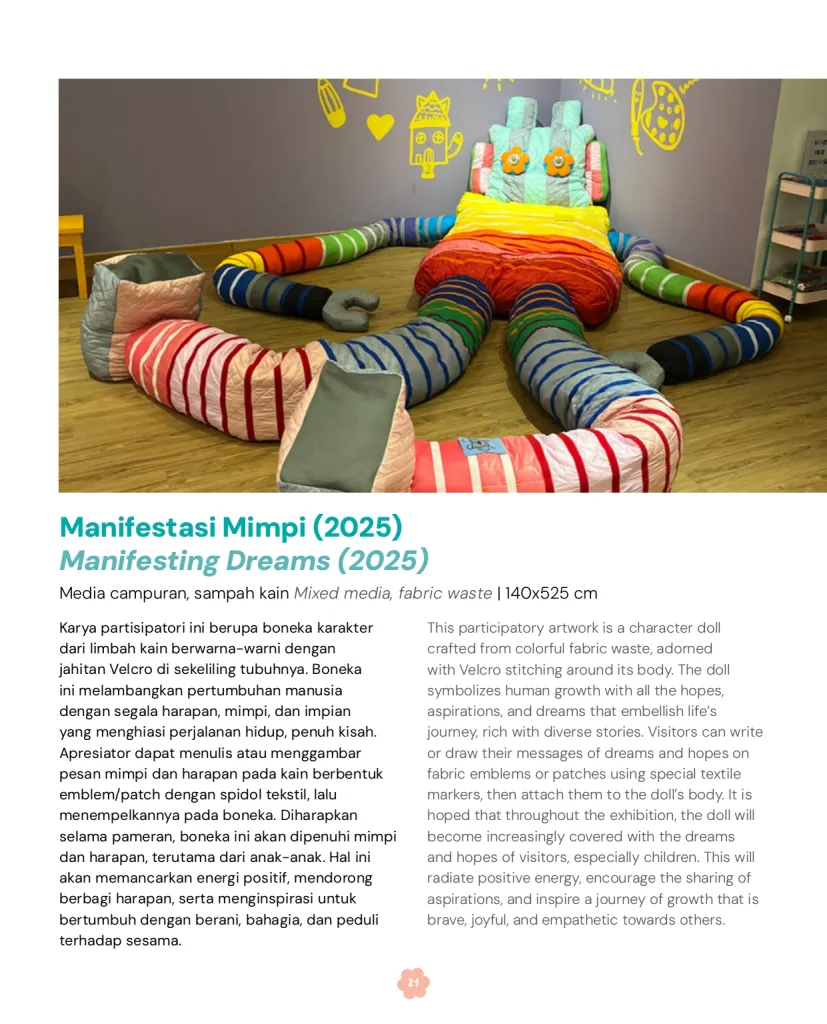 Manifestasi Mimpi (2025)
Manifesting Dreams (2025)
Media campuran, sampah kain Mixed media, fabric waste | 140x525 cm
Karya partisipatori ini berupa boneka karakter
dari limbah kain berwarna-warni dengan
jahitan Velcro di sekeliling tubuhnya. Boneka
ini melambangkan pertumbuhan manusia
dengan segala harapan, mimpi, dan impian
yang menghiasi perjalanan hidup, penuh kisah.
Apresiator dapat menulis atau menggambar
pesan mimpi dan harapan pada kain berbentuk
emblem/patch dengan spidol tekstil, lalu
menempelkannya pada boneka. Diharapkan
selama pameran, boneka ini akan dipenuhi mimpi
dan harapan, terutama dari anak-anak. Hal ini
akan memancarkan energi positif, mendorong
berbagi harapan, serta menginspirasi untuk
bertumbuh dengan berani, bahagia, dan peduli
terhadap sesama.
This participatory artwork is a character doll
crafted from colorful fabric waste, adorned
with Velcro stitching around its body. The doll
symbolizes human growth with all the hopes,
aspirations, and dreams that embellish life's
journey, rich with diverse stories. Visitors can write
or draw their messages of dreams and hopes on
fabric emblems or patches using special textile
markers, then attach them to the doll's body. It is
hoped that throughout the exhibition, the doll will
become increasingly covered with the dreams
and hopes of visitors, especially children. This will
radiate positive energy, encourage the sharing of
aspirations, and inspire a journey of growth that is
brave, joyful, and empathetic towards others.
21